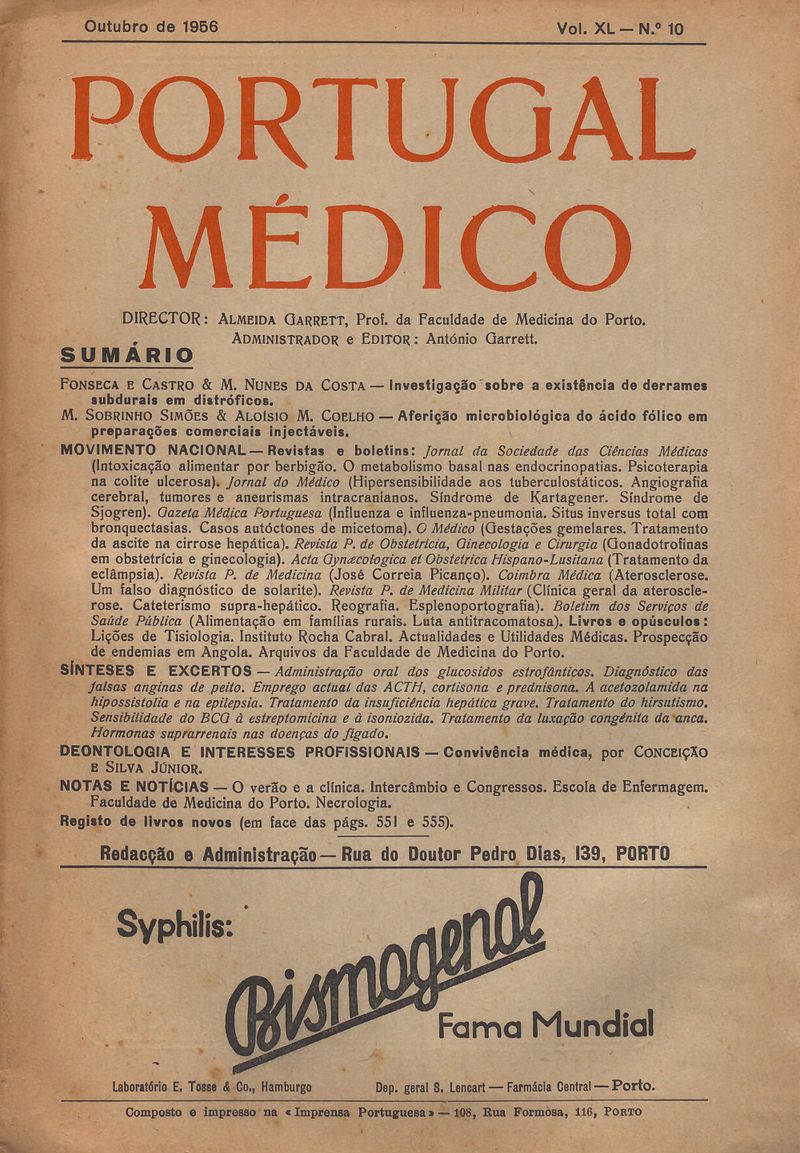 Outubro de 1956 Vol. XL — N.º 10
PORTUGAL
MÉDICO
DIRECTOR: ALMEIDA GARRETT, Prof. da Faculdade de Medicina do Porto.
ADMINISTRADOR e EDITOR: António Garrett.
SUMÁRIO
FONSECA E CASTRO & M. NUNES DA COSTA — Investigação sobre a existência de derrames
subdurais em distróficos.
M. SOBRINHO SIMÕES & ALOÍSIO M. COELHO — Aferição microbiológica do ácido fólico em
preparações comerciais injectáveis.
MOVIMENTO NACIONAL — Revistas e boletins: Jornal da Sociedade das Ciências Médicas
(Intoxicação alimentar por berbigão. O metabolismo basal nas endocrinopatias. Psicoterapia
na colite ulcerosa). Jornal do Médico (Hipersensibilidade aos tuberculostáticos. Angiografia
cerebral, tumores e aneurismas intracranianos. Síndrome de Kartagener. Síndrome de
Sjogren). Gazeta Médica Portuguesa (Influenza e influenza-pneumonia. Situs inversus total com
bronquectasias. Casos autóctones de micetoma). O Médico (Gestações gemelares. Tratamento
da ascite na cirrose hepática). Revista P. de Obstetrícia, Ginecologia e Cirurgia (Gonadotrofinas
em obstetrícia e ginecologia). Acta Gynæcologica et Obstetrica Hispano-Lusitana (Tratamento da
eclâmpsia). Revista P. de Medicina (José Correia Picanço). Coimbra Médica (Aterosclerose.
Um falso diagnóstico de solarite). Revista P. de Medicina Militar (Clínica geral da ateroscle-
rose. Cateterismo supra-hepático. Reografia. Esplenoportografia). Boletim dos Serviços de
Saúde Pública (Alimentação em famílias rurais. Luta antitracomatosa). Livros e opúsculos:
Lições de Tisiologia. Instituto Rocha Cabral. Actualidades e Utilidades Médicas. Prospecção
de endemias em Angola. Arquivos da Faculdade de Medicina do Porto.
SÍNTESES E EXCERTOS — Administração oral dos glucosidos estrofânticos. Diagnóstico das
falsas anginas de peito. Emprego actual das ACTH, cortisona e prednisona. A acetozolamida na
hipossistolia e na epilepsia. Tratamento da insuficiência hepática grave. Tratamento do hirsutismo.
Sensibilidade do BCG à estreptomicina e à isoniozida. Tratamento da luxação congénita da anca.
Hormonas suprarrenais nas doenças do fígado.
DEONTOLOGIA E INTERESSES PROFISSIONAIS — Convivência médica, por CONCEIÇÃO
E SILVA JÚNIOR.
NOTAS E NOTÍCIAS — O verão e a clínica. Intercâmbio e Congressos. Escola de Enfermagem.
Faculdade de Medicina do Porto. Necrologia.
Registo de livros novos (em face das págs. 551 e 555).
Redacção e Administração — Rua do Doutor Pedro Dias, 139, PORTO
Syphilis:
Bismogenol
Fama Mundial
Laboratório E. Tosse & Co., Hamburgo Dep. geral S. Lencart — Farmácia Central — Porto.
Composto e impresso na «Imprensa Portuguesa» — 108, Rua Formosa, 116, PORTO